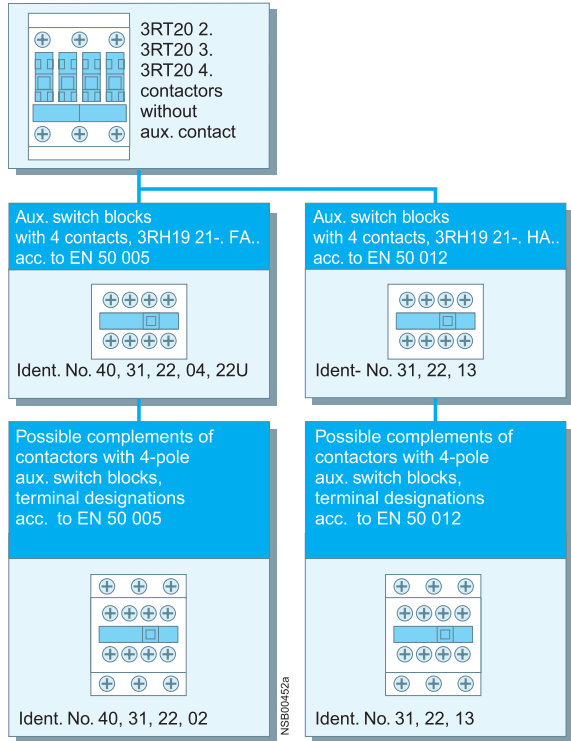 3RT20 2.
3RT20 3.
3RT20 4.
contactors
without
aux. contact
Aux. switch blocks
with 4 contacts, 3RH19 21-. FA..
acc. to EN 50 005
Ident. No. 40, 31, 22, 04, 22U
Aux. switch blocks
with 4 contacts, 3RH19 21-. HA..
acc. to EN 50 012
Ident- No. 31, 22, 13
Possible complements of
contactors with 4-pole
aux. switch blocks,
terminal designations
acc. to EN 50 005
Ident. No. 40, 31, 22, 02
Possible complements of
contactors with 4-pole
aux. switch blocks,
terminal designations
acc. to EN 50 012
Ident. No. 31, 22, 13
NSB00452a